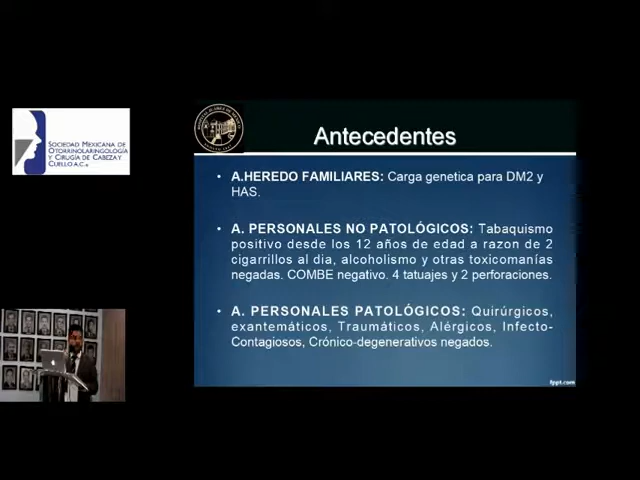 SOCIEDAD MEXICANA DE
OTORRINOLARINGOLOGÍA
Y CIRUGÍA DE CABEZA Y
CUELLO A.C.
Antecedentes
• A.HEREDO FAMILIARES: Carga genetica para DM2 y
HAS.
• A. PERSONALES NO PATOLÓGICOS: Tabaquismo
positivo desde los 12 años de edad a razon de 2
cigarrillos al dia, alcoholismo y otras toxicomanías
negadas. COMBE negativo. 4 tatuajes y 2 perforaciones.
• A. PERSONALES PATOLÓGICOS: Quirúrgicos,
exantemáticos, Traumáticos, Alérgicos, Infecto-
Contagiosos, Crónico-degenerativos negados.
fppt.com